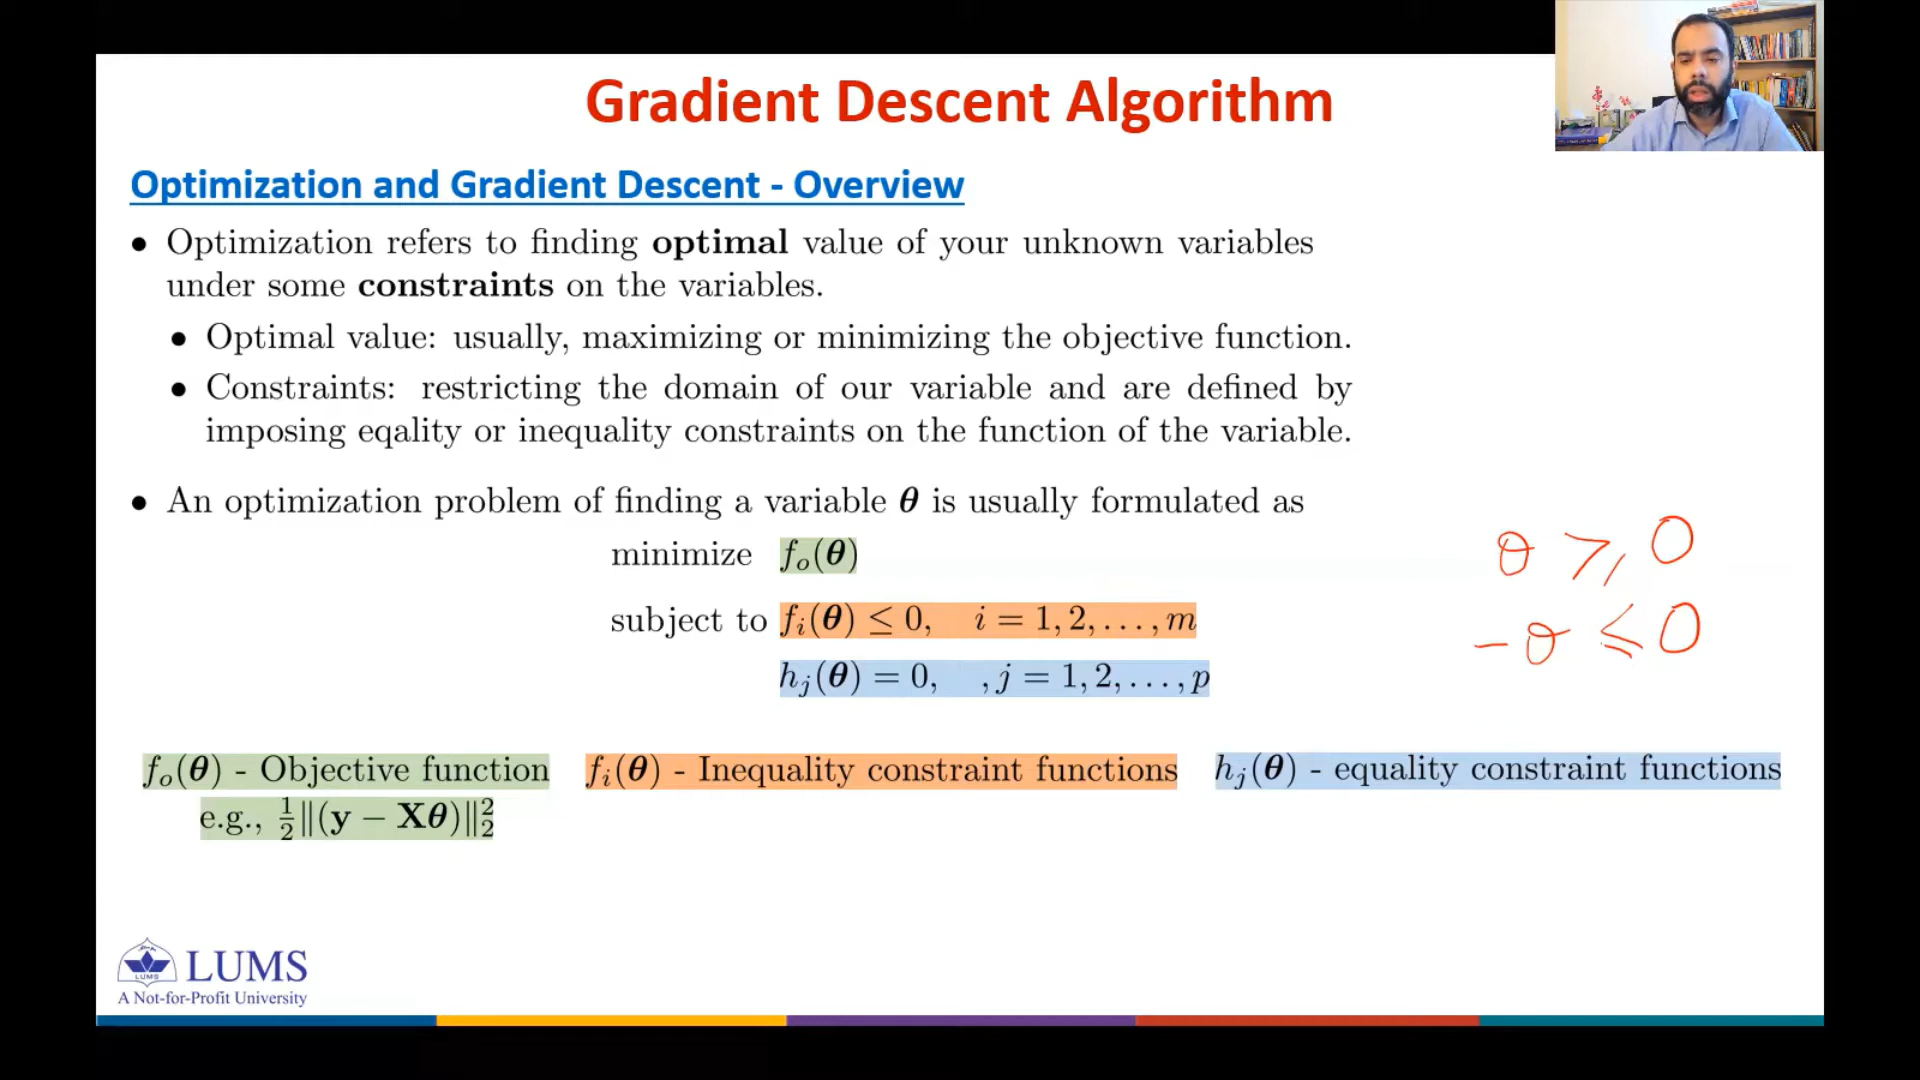 Gradient Descent Algorithm
Optimization and Gradient Descent - Overview
• Optimization refers to finding optimal value of your unknown variables
under some constraints on the variables.
• Optimal value: usually, maximizing or minimizing the objective function.
• Constraints: restricting the domain of our variable and are defined by
imposing eqality or inequality constraints on the function of the variable.
• An optimization problem of finding a variable θ is usually formulated as
minimize f_o(θ)
θ ≥ 0
subject to f_i(θ) ≤ 0, i = 1, 2, . . . , m
-θ ≤ 0
h_j(θ) = 0, , j = 1, 2, . . . , p
f_o(θ) - Objective function
e.g., 1/2‖(y − Xθ)‖_2^2
f_i(θ) - Inequality constraint functions
h_j(θ) - equality constraint functions
LUMS
LUMS
A Not-for-Profit University